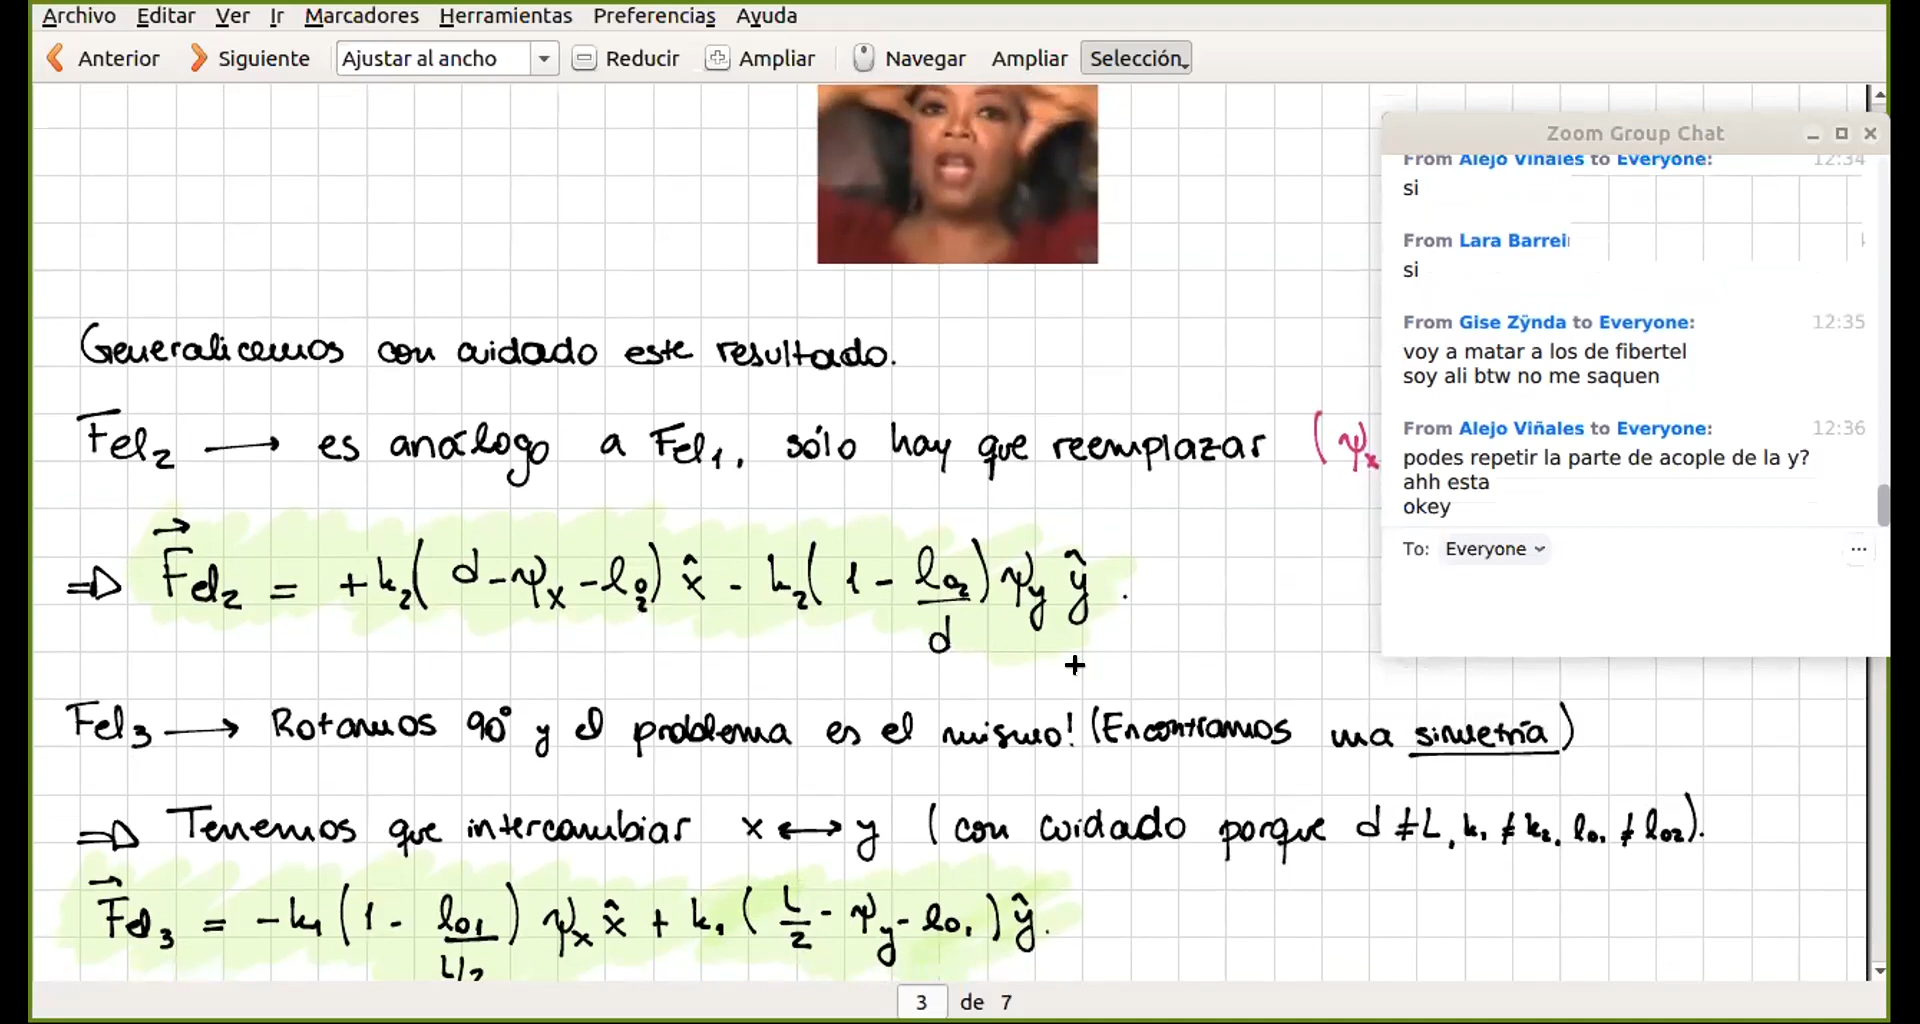 Archivo Editar Ver Ir Marcadores Herramientas Preferencias Ayuda
Anterior Siguiente Ajustar al ancho Reducir Ampliar Navegar Ampliar Selección
Generalicemos con cuidado este resultado.
Fel₂ ⟶ es análogo a Fel₁, sólo hay que reemplazar (ψₓ
⇒ F⃗el₂ = +k₂(d-ψₓ-l₀₂) x̂ - k₂(1 - l₀₂/d) ψy ŷ.
Fel₃ ⟶ Rotamos 90° y el problema es el mismo! (Encontramos una simetría)
⇒ Tenemos que intercambiar x ⟷ y (con cuidado porque d ≠ L, k₁ ≠ k₂, l₀₁ ≠ l₀₂).
F⃗el₃ = -k₁(1 - l₀₁/L/2) ψₓ x̂ + k₁(L/2 - ψy - l₀₁) ŷ.
3 de 7
Zoom Group Chat
From Alejo Viñales to Everyone: 12:34
si
From Lara Barrei
si
From Gise Zÿnda to Everyone: 12:35
voy a matar a los de fibertel
soy ali btw no me saquen
From Alejo Viñales to Everyone: 12:36
podes repetir la parte de acople de la y?
ahh esta
okey
To: Everyone ...